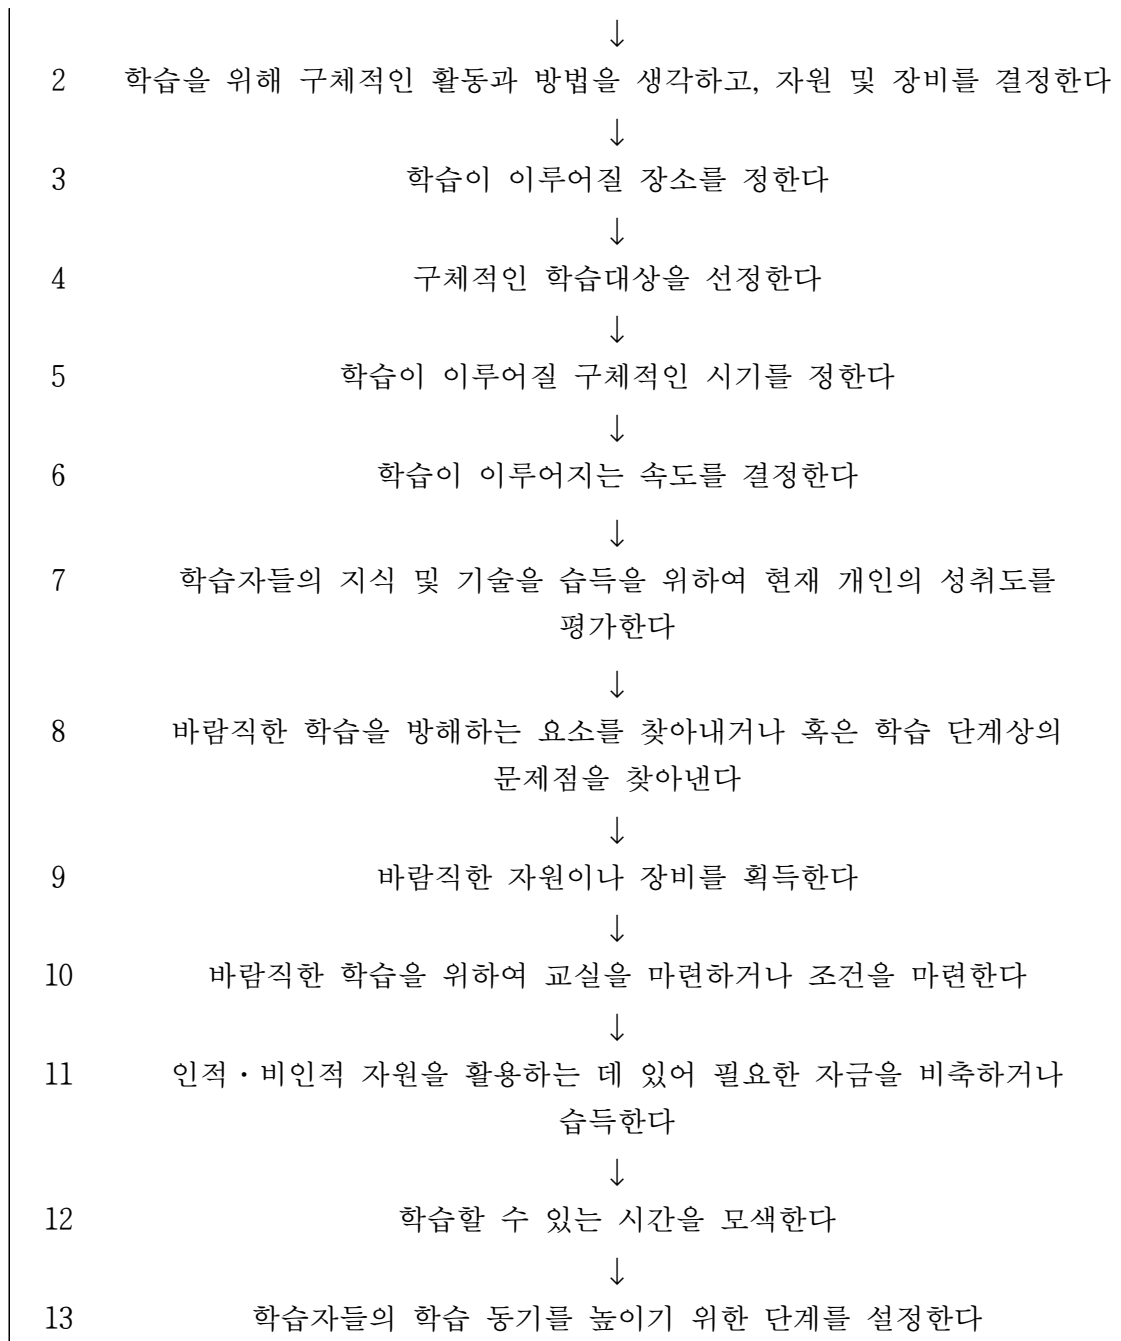 ↓
2 학습을 위해 구체적인 활동과 방법을 생각하고, 자원 및 장비를 결정한다
↓
3 학습이 이루어질 장소를 정한다
↓
4 구체적인 학습대상을 선정한다
↓
5 학습이 이루어질 구체적인 시기를 정한다
↓
6 학습이 이루어지는 속도를 결정한다
↓
7 학습자들의 지식 및 기술을 습득을 위하여 현재 개인의 성취도를
평가한다
↓
8 바람직한 학습을 방해하는 요소를 찾아내거나 혹은 학습 단계상의
문제점을 찾아낸다
↓
9 바람직한 자원이나 장비를 획득한다
↓
10 바람직한 학습을 위하여 교실을 마련하거나 조건을 마련한다
↓
11 인적·비인적 자원을 활용하는 데 있어 필요한 자금을 비축하거나
습득한다
↓
12 학습할 수 있는 시간을 모색한다
↓
13 학습자들의 학습 동기를 높이기 위한 단계를 설정한다